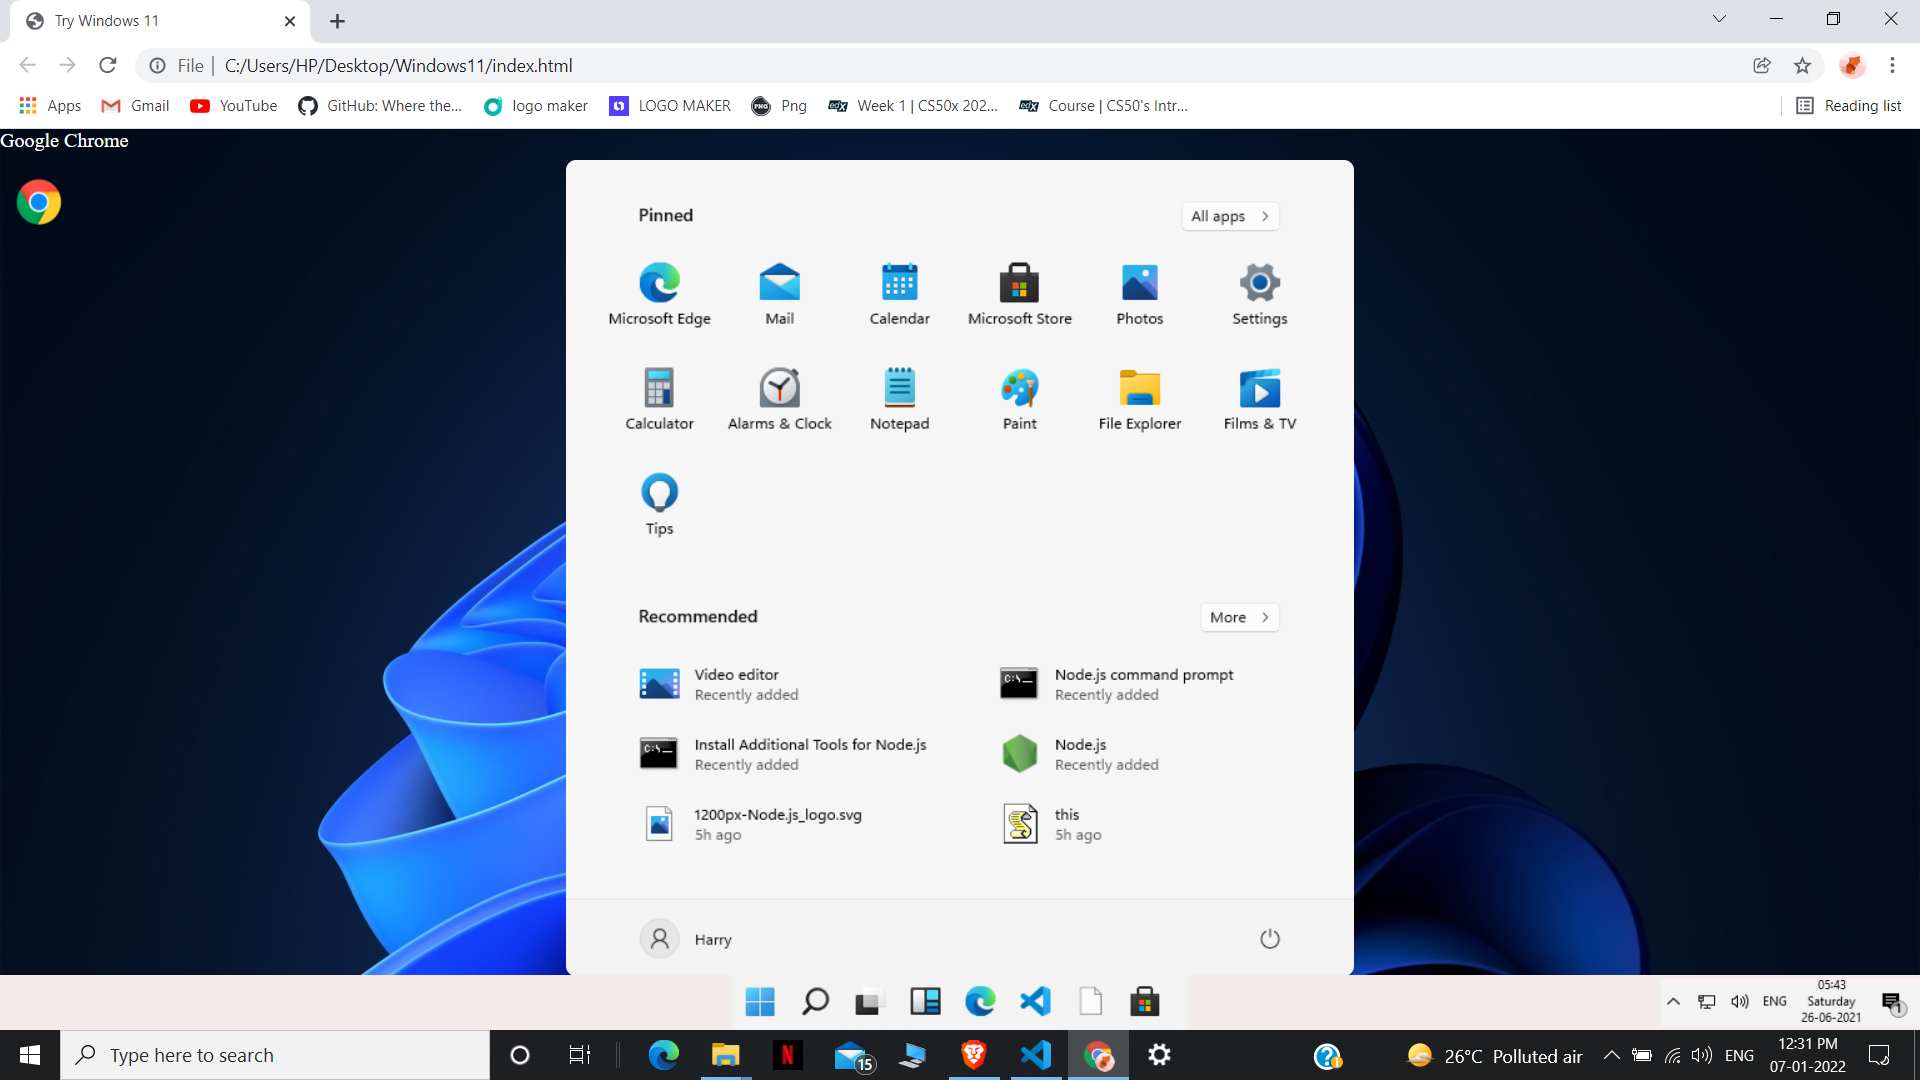 Try Windows 11
File | C:/Users/HP/Desktop/Windows11/index.html
Apps Gmail YouTube GitHub: Where the... logo maker LOGO MAKER PNG Png edX Week 1 | CS50x 202... edX Course | CS50's Intr... Reading list
Google Chrome
Pinned All apps
Microsoft Edge Mail Calendar Microsoft Store Photos Settings
Calculator Alarms & Clock Notepad Paint File Explorer Films & TV
Tips
Recommended More
Video editor
Recently added
Node.js command prompt
Recently added
Install Additional Tools for Node.js
Recently added
Node.js
Recently added
1200px-Node.js_logo.svg
5h ago
this
5h ago
Harry
ENG
05:43
Saturday
26-06-2021
1
Type here to search
N
15
26°C Polluted air
ENG
12:31 PM
07-01-2022